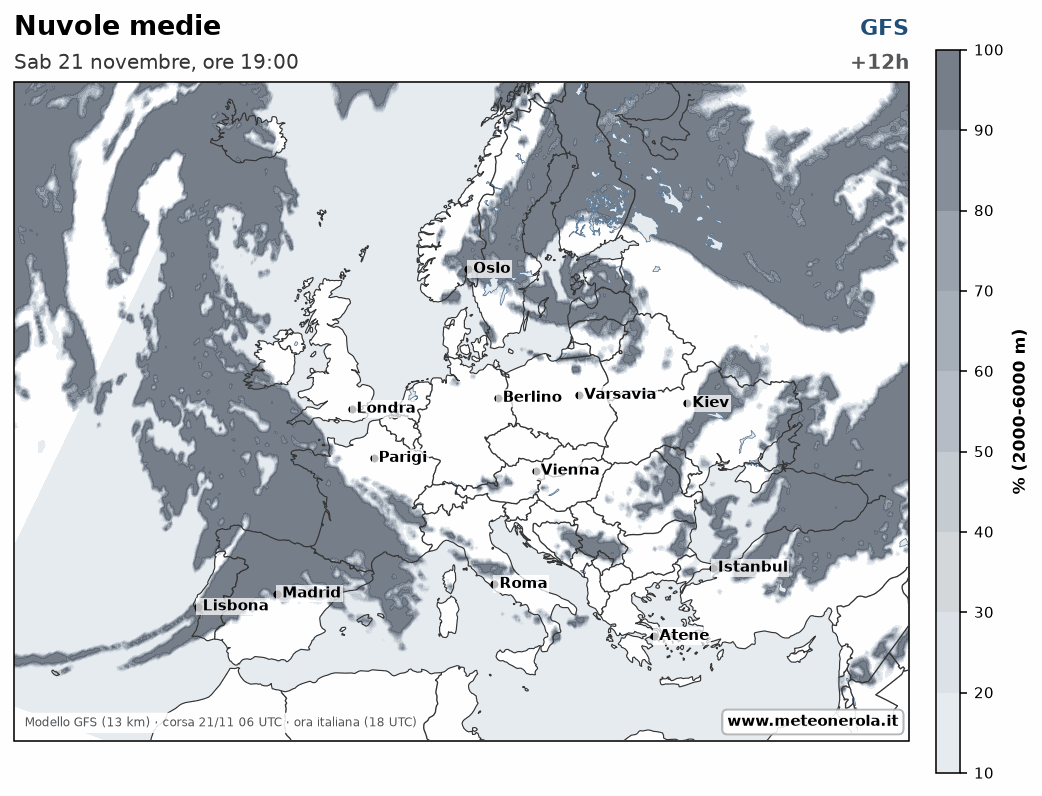 Nuvole medie
GFS
Sab 21 novembre, ore 19:00
+12h
100
90
80
70
60
50
40
30
20
10
% (2000-6000 m)
Oslo
Londra
Berlino
Varsavia
Kiev
Parigi
Vienna
Istanbul
Roma
Madrid
Lisbona
Atene
Modello GFS (13 km) · corsa 21/11 06 UTC · ora italiana (18 UTC)
www.meteonerola.it